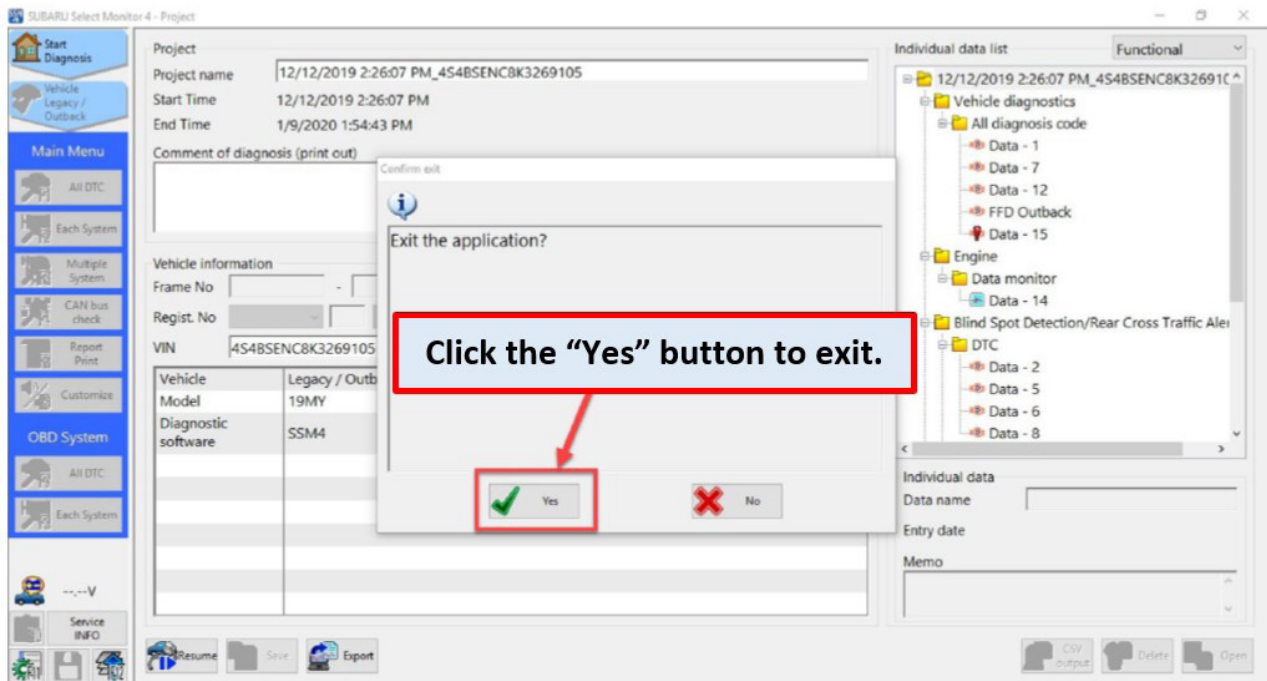 SUBARU Select Monitor 4 - Project
Start
Diagnosis
Vehicle
Legacy /
Outback
Main Menu
All DTC
Each System
Multiple
System
CAN bus
check
Report
Print
Customize
OBD System
All DTC
Each System
--.--V
Service
INFO
Project
Project name 12/12/2019 2:26:07 PM_4S4BSENC8K3269105
Start Time 12/12/2019 2:26:07 PM
End Time 1/9/2020 1:54:43 PM
Comment of diagnosis (print out)
Vehicle information
Frame No -
Regist. No
VIN 4S4BSENC8K3269105
Vehicle Legacy / Outb
Model 19MY
Diagnostic
software SSM4
Resume
Save
Export
Confirm exit
Exit the application?
Click the “Yes” button to exit.
Yes
No
Individual data list Functional
12/12/2019 2:26:07 PM_4S4BSENC8K32691(
Vehicle diagnostics
All diagnosis code
Data - 1
Data - 7
Data - 12
FFD Outback
Data - 15
Engine
Data monitor
Data - 14
Blind Spot Detection/Rear Cross Traffic Aler
DTC
Data - 2
Data - 5
Data - 6
Data - 8
Individual data
Data name
Entry date
Memo
CSV
output
Delete
Open